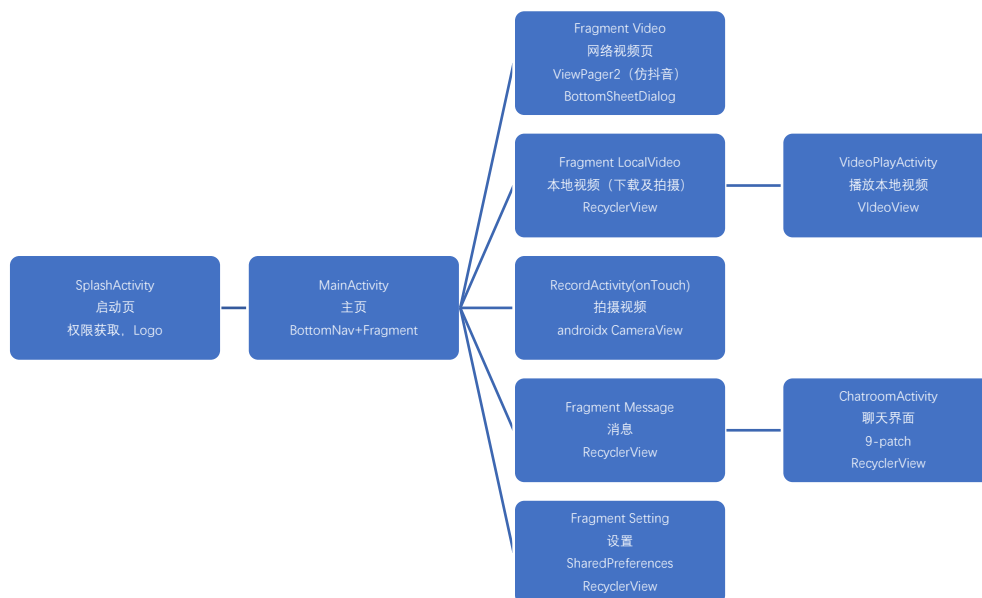 Fragment Video
网络视频页
ViewPager2（仿抖音）
BottomSheetDialog
Fragment LocalVideo
本地视频（下载及拍摄）
RecyclerView
VideoPlayActivity
播放本地视频
VIdeoView
SplashActivity
启动页
权限获取、Logo
MainActivity
主页
BottomNav+Fragment
RecordActivity(onTouch)
拍摄视频
androidx CameraView
Fragment Message
消息
RecyclerView
ChatroomActivity
聊天界面
9-patch
RecyclerView
Fragment Setting
设置
SharedPreferences
RecyclerView